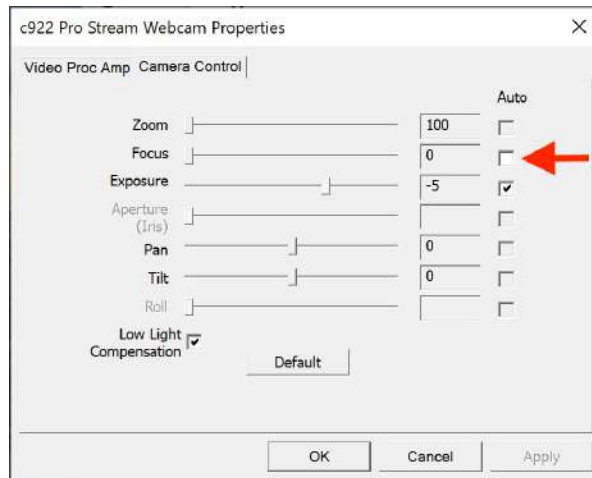 c922 Pro Stream Webcam Properties
Video Proc Amp Camera Control
Auto
Zoom 100
Focus 0
Exposure -5
Aperture
(Iris)
Pan 0
Tilt 0
Roll
Low Light
Compensation
Default
OK Cancel Apply